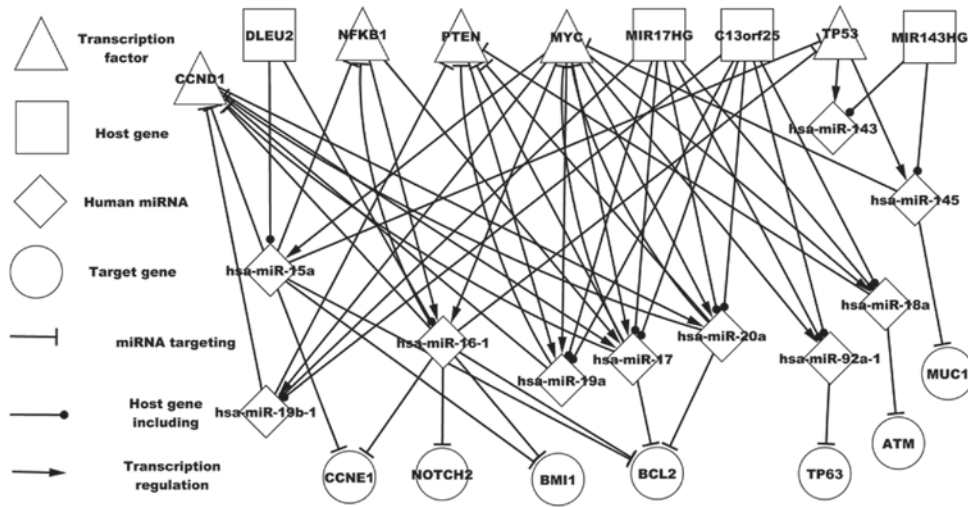 Transcription
factor
Host gene
Human miRNA
Target gene
miRNA targeting
Host gene
including
Transcription
regulation
DLEU2
NFKB1
PTEN
MYC
MIR17HG
C13orf25
TP53
MIR143HG
CCND1
hsa-miR-143
hsa-miR-145
hsa-miR-15a
hsa-miR-18a
hsa-miR-16-1
hsa-miR-20a
hsa-miR-17
hsa-miR-92a-1
hsa-miR-19a
hsa-miR-19b-1
MUC1
ATM
CCNE1
NOTCH2
BMI1
BCL2
TP63